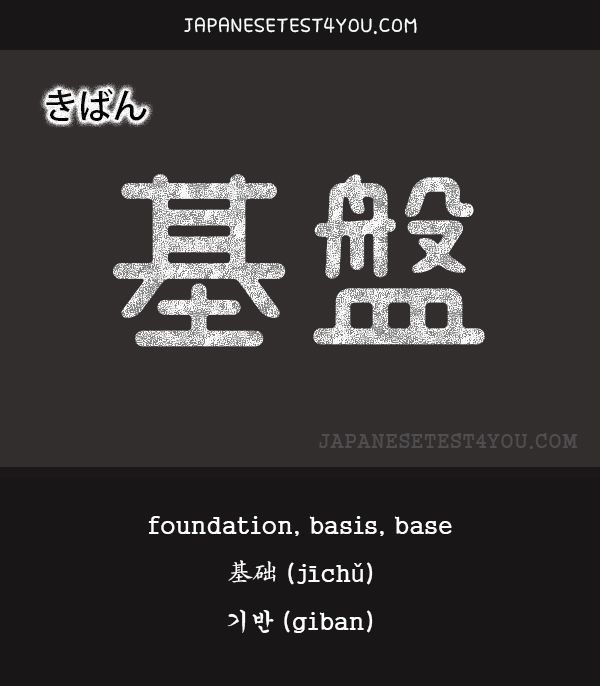 JAPANESETEST4YOU.COM
きばん
基盤
JAPANESETEST4YOU.COM
foundation, basis, base
基础 (jīchǔ)
기반 (giban)